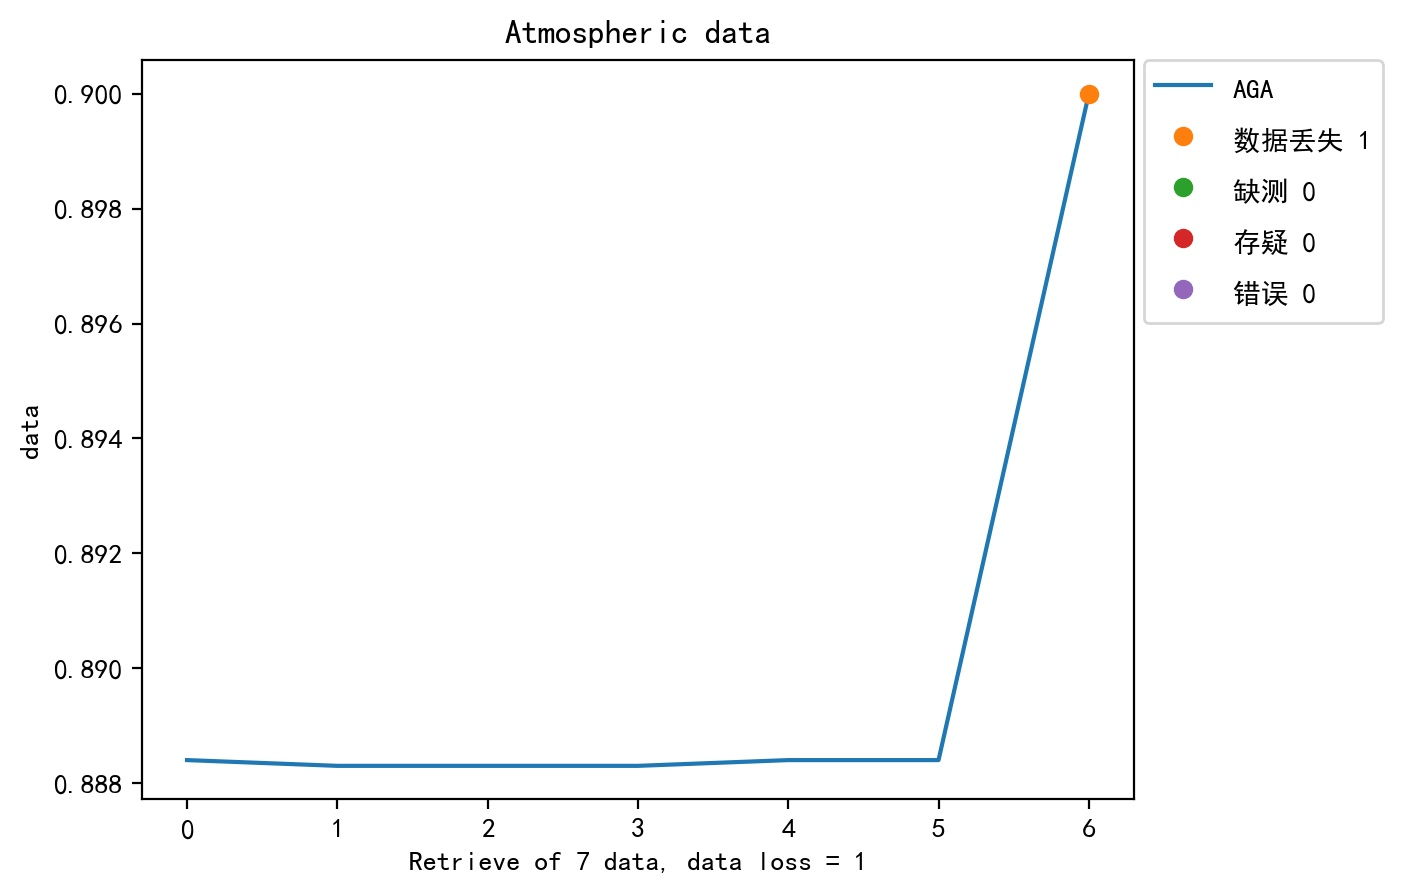 Atmospheric data
0.900
0.898
0.896
0.894
0.892
0.890
0.888
data
0 1 2 3 4 5 6
Retrieve of 7 data, data loss = 1
AGA
数据丢失 1
缺测 0
存疑 0
错误 0